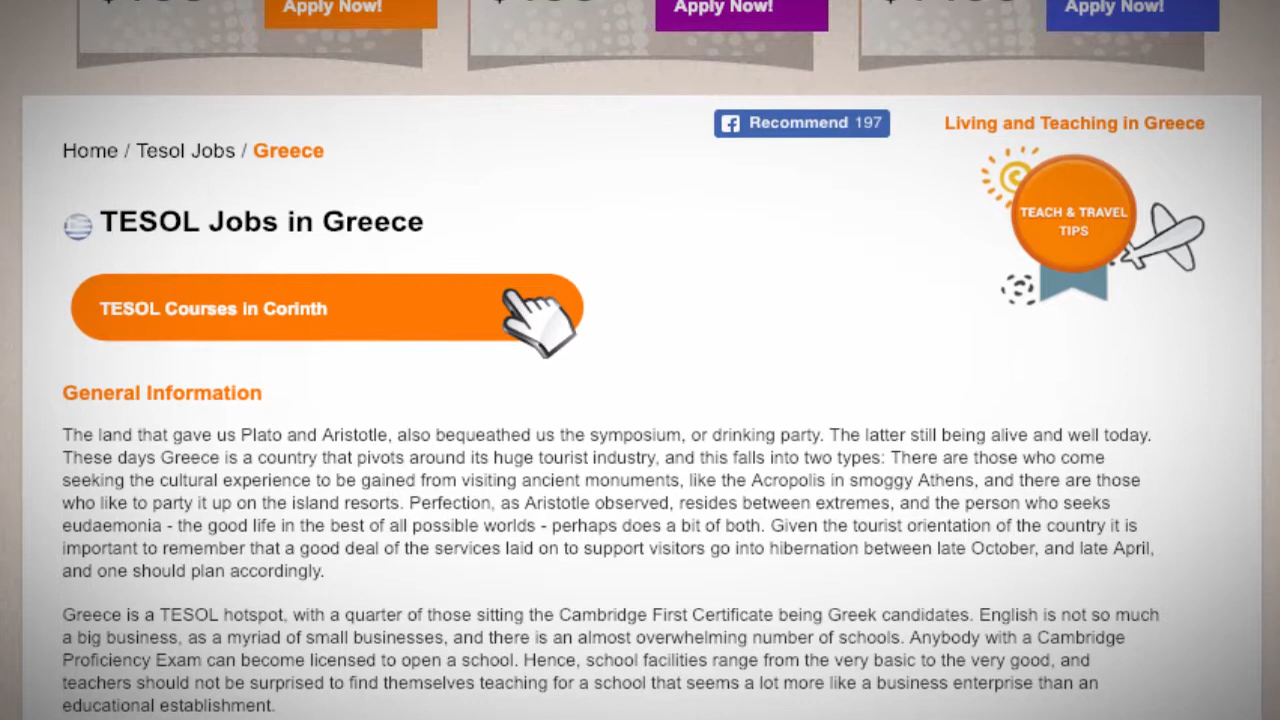 Apply Now!
Apply Now!
Apply Now!
Recommend 197
Living and Teaching in Greece
Home / Tesol Jobs / Greece
TEACH & TRAVEL
TIPS
TESOL Jobs in Greece
TESOL Courses in Corinth
General Information
The land that gave us Plato and Aristotle, also bequeathed us the symposium, or drinking party. The latter still being alive and well today.
These days Greece is a country that pivots around its huge tourist industry, and this falls into two types: There are those who come
seeking the cultural experience to be gained from visiting ancient monuments, like the Acropolis in smoggy Athens, and there are those
who like to party it up on the island resorts. Perfection, as Aristotle observed, resides between extremes, and the person who seeks
eudaemonia - the good life in the best of all possible worlds - perhaps does a bit of both. Given the tourist orientation of the country it is
important to remember that a good deal of the services laid on to support visitors go into hibernation between late October, and late April,
and one should plan accordingly.
Greece is a TESOL hotspot, with a quarter of those sitting the Cambridge First Certificate being Greek candidates. English is not so much
a big business, as a myriad of small businesses, and there is an almost overwhelming number of schools. Anybody with a Cambridge
Proficiency Exam can become licensed to open a school. Hence, school facilities range from the very basic to the very good, and
teachers should not be surprised to find themselves teaching for a school that seems a lot more like a business enterprise than an
educational establishment.